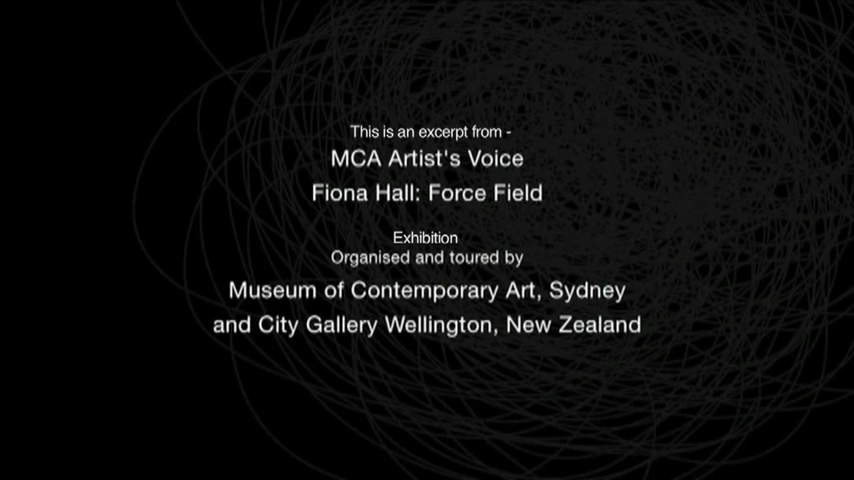 This is an excerpt from -
MCA Artist's Voice
Fiona Hall: Force Field
Exhibition
Organised and toured by
Museum of Contemporary Art, Sydney
and City Gallery Wellington, New Zealand